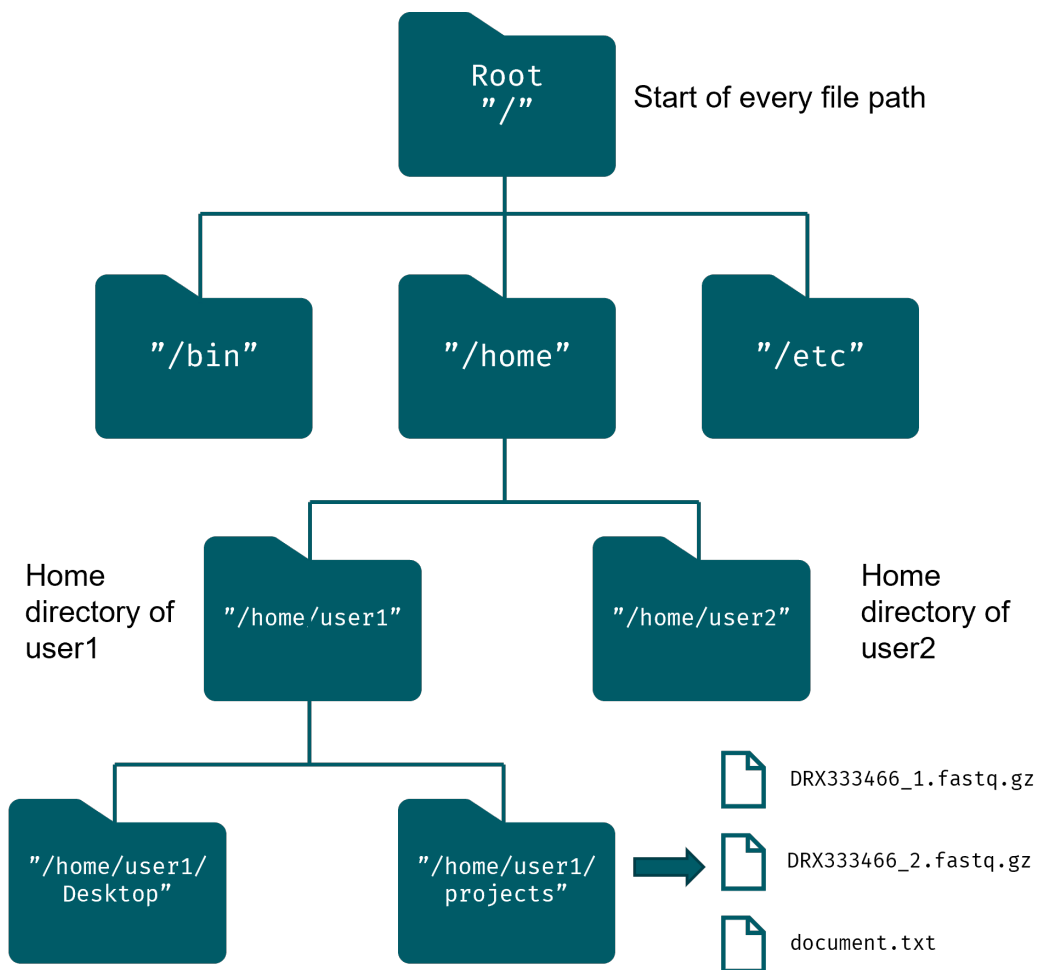 Root
"/"
Start of every file path
"/bin"
"/home"
"/etc"
Home
directory of
user1
"/home/user1"
"/home/user2"
Home
directory of
user2
"/home/user1/
Desktop"
"/home/user1/
projects"
DRX333466_1.fastq.gz
DRX333466_2.fastq.gz
document.txt